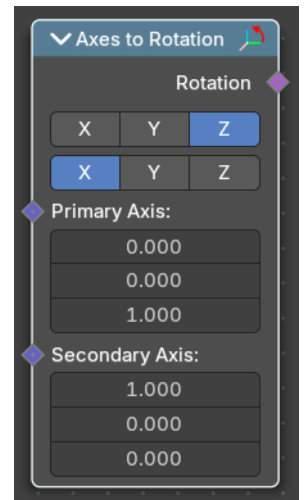 Axes to Rotation
Rotation
X Y Z
X Y Z
Primary Axis:
0.000
0.000
1.000
Secondary Axis:
1.000
0.000
0.000